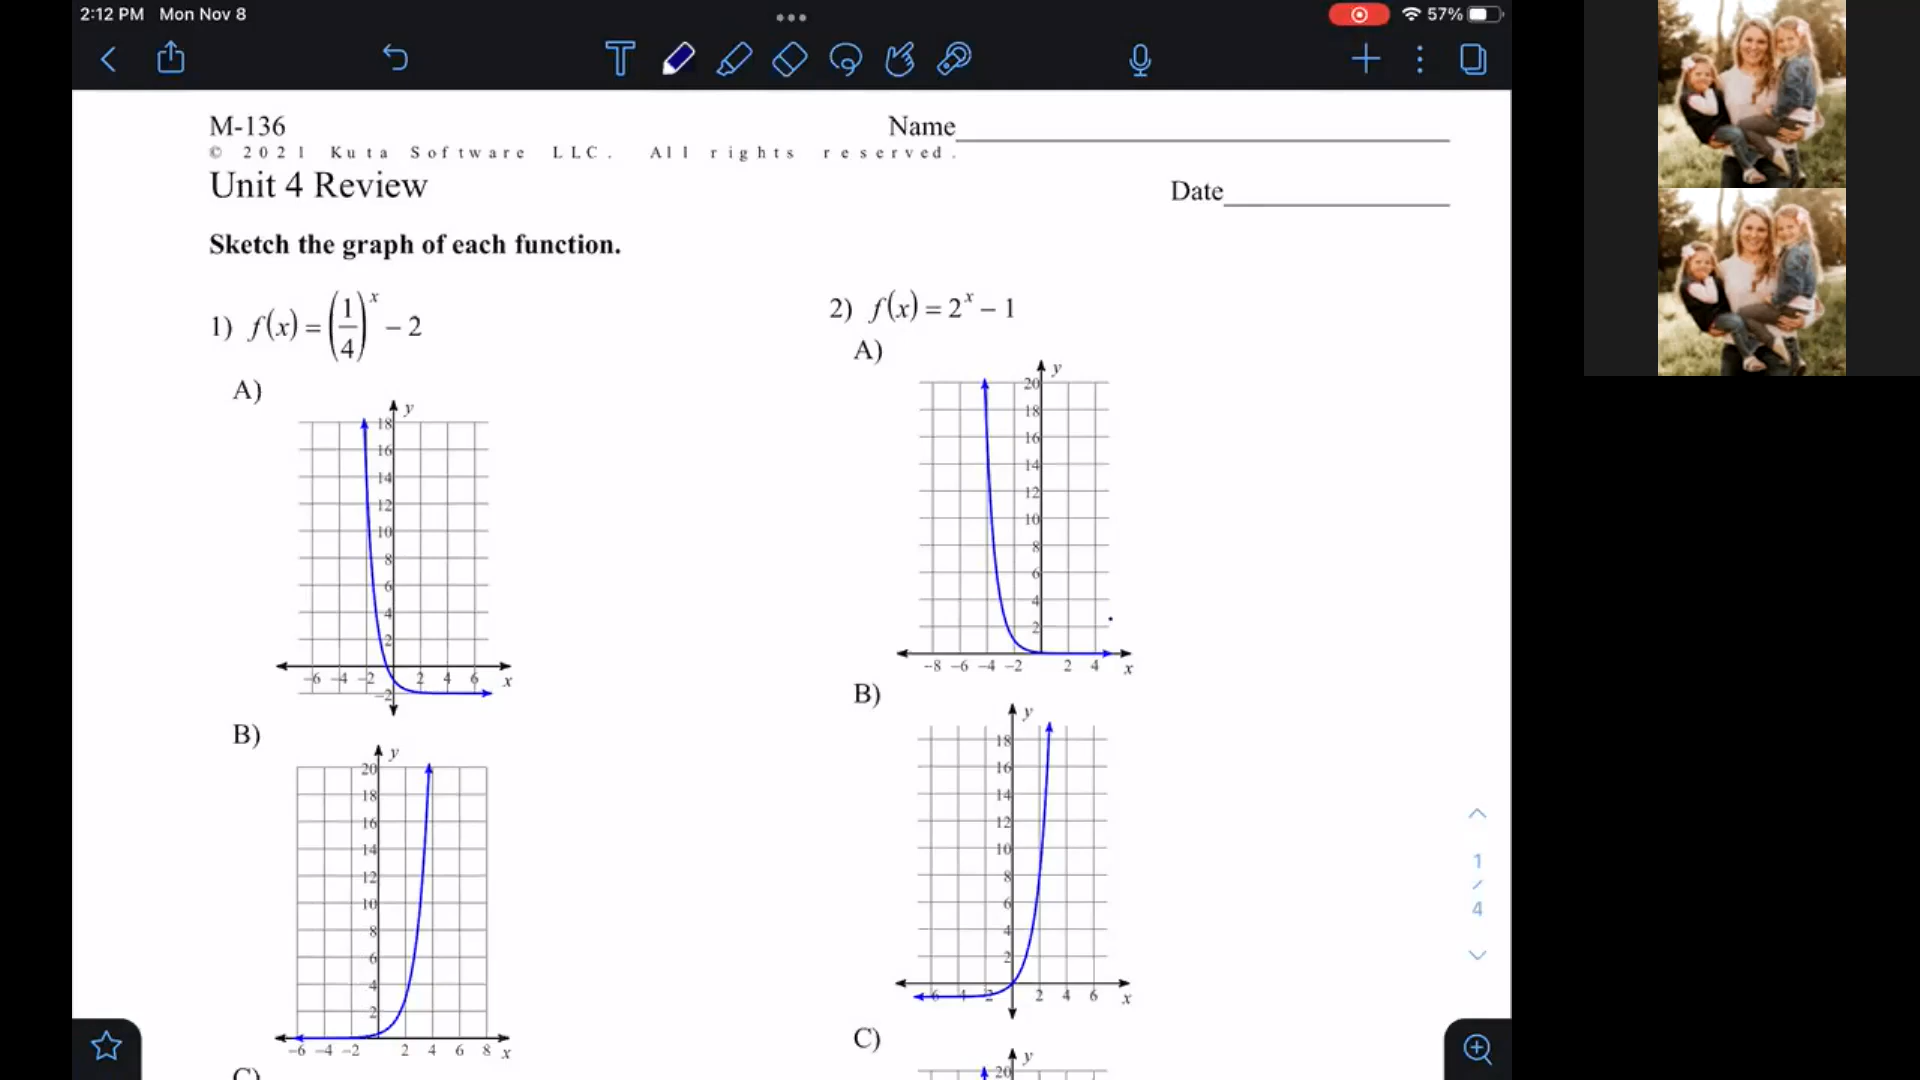 2:12 PM Mon Nov 8
57%
M-136
Name
© 2021 Kuta Software LLC. All rights reserved.
Unit 4 Review
Date
Sketch the graph of each function.
1) f(x) = (1/4)^x − 2
A)
y
18
16
14
12
10
8
6
4
2
−6 −4 −2 2 4 6 x
−2
B)
y
20
18
16
14
12
10
8
6
4
2
−6 −4 −2 2 4 6 8 x
C)
2) f(x) = 2^x − 1
A)
y
20
18
16
14
12
10
8
6
4
2
−8 −6 −4 −2 2 4 x
B)
y
18
16
14
12
10
8
6
4
2
−6 −4 −2 2 4 6 x
C)
y
20
1
/
4